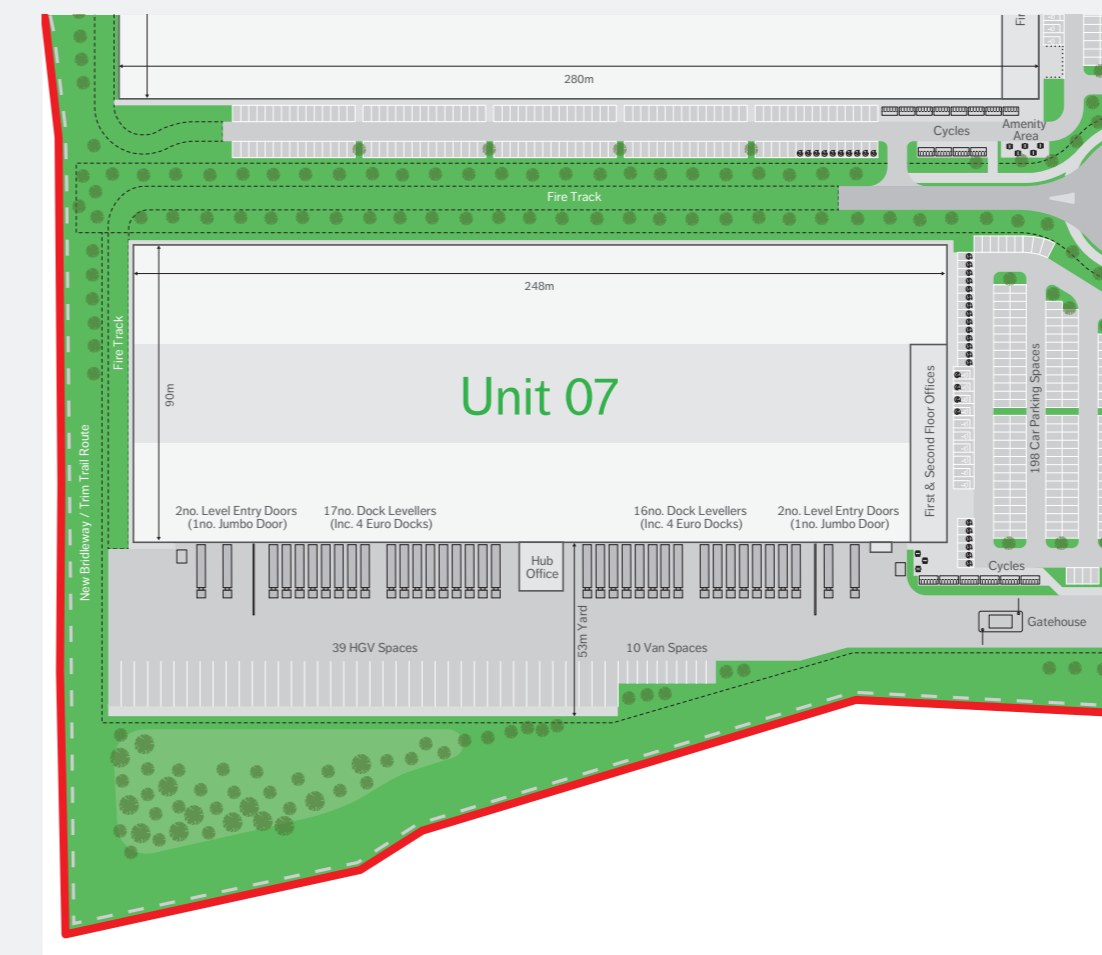 Fir
280m
Cycles
Amenity
Area
Fire Track
248m
Fire Track
90m
Unit 07
First & Second Floor Offices
198 Car Parking Spaces
New Bridleway / Trim Trail Route
2no. Level Entry Doors
(1no. Jumbo Door)
17no. Dock Levellers
(Inc. 4 Euro Docks)
16no. Dock Levellers
(Inc. 4 Euro Docks)
2no. Level Entry Doors
(1no. Jumbo Door)
Hub
Office
Cycles
53m Yard
39 HGV Spaces
10 Van Spaces
Gatehouse